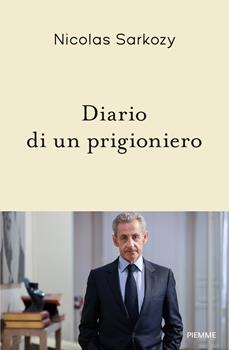 Nicolas Sarkozy
Diario
di un prigioniero
PIEMME